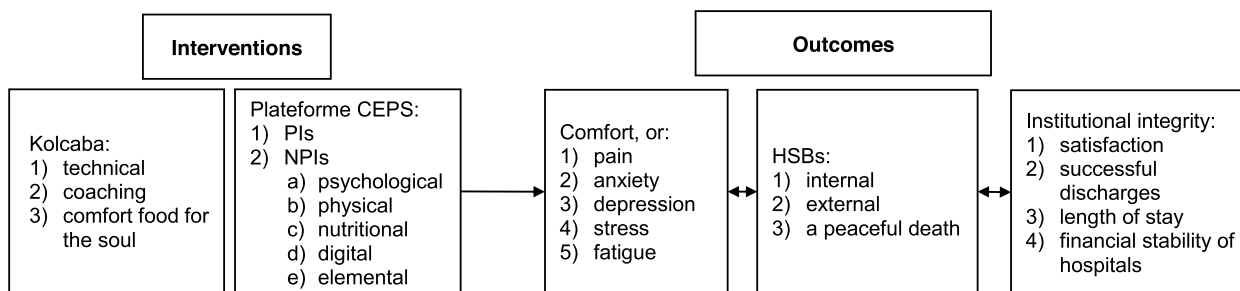 Interventions
Outcomes
Kolcaba:
1) technical
2) coaching
3) comfort food for
the soul
Plateforme CEPS:
1) PIs
2) NPIs
a) psychological
b) physical
c) nutritional
d) digital
e) elemental
Comfort, or:
1) pain
2) anxiety
3) depression
4) stress
5) fatigue
HSBs:
1) internal
2) external
3) a peaceful death
Institutional integrity:
1) satisfaction
2) successful
discharges
3) length of stay
4) financial stability of
hospitals